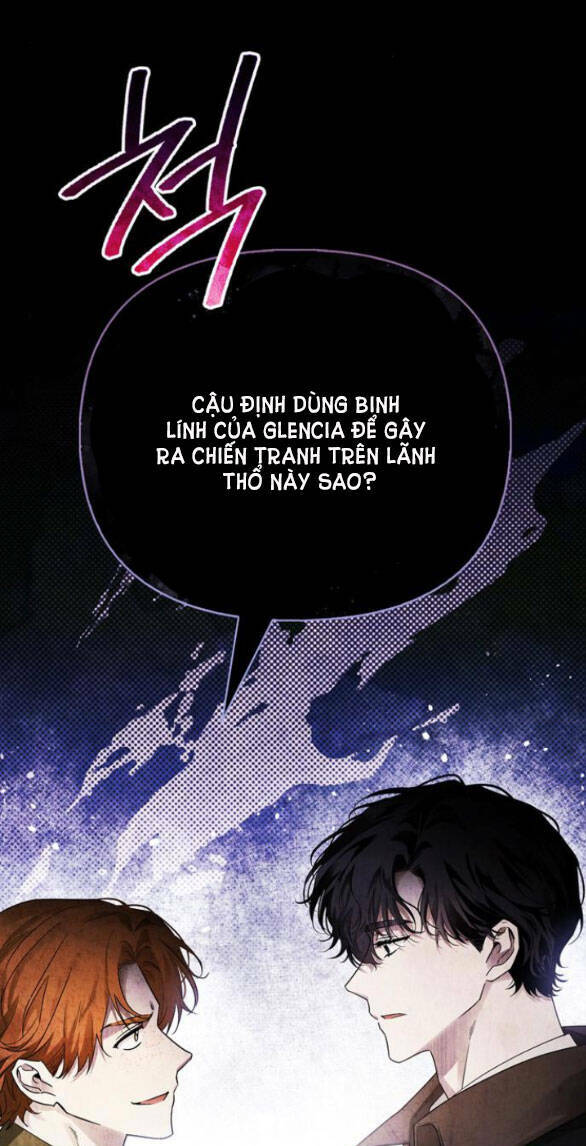 척
CẬU ĐỊNH DÙNG BINH
LÍNH CỦA GLENCIA ĐỂ GÂY
RA CHIẾN TRANH TRÊN LÃNH
THỔ NÀY SAO?